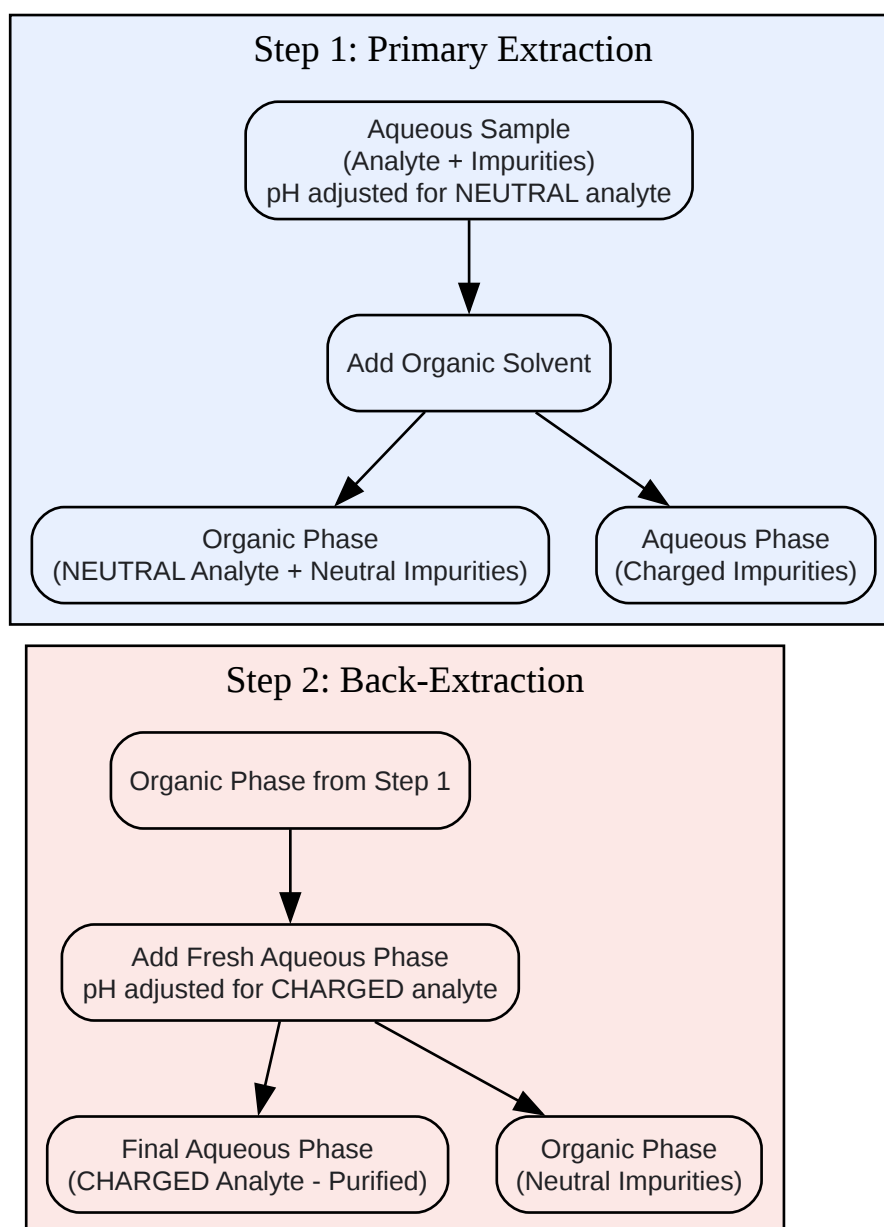 Step 1: Primary Extraction
Aqueous Sample
(Analyte + Impurities)
pH adjusted for NEUTRAL analyte
Add Organic Solvent
Organic Phase
(NEUTRAL Analyte + Neutral Impurities)
Aqueous Phase
(Charged Impurities)
Step 2: Back-Extraction
Organic Phase from Step 1
Add Fresh Aqueous Phase
pH adjusted for CHARGED analyte
Final Aqueous Phase
(CHARGED Analyte - Purified)
Organic Phase
(Neutral Impurities)